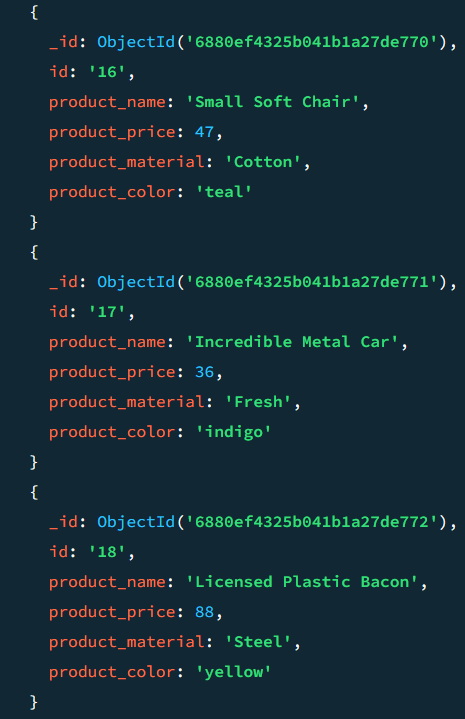 {
_id: ObjectId('6880ef4325b041b1a27de770'),
id: '16',
product_name: 'Small Soft Chair',
product_price: 47,
product_material: 'Cotton',
product_color: 'teal'
}
{
_id: ObjectId('6880ef4325b041b1a27de771'),
id: '17',
product_name: 'Incredible Metal Car',
product_price: 36,
product_material: 'Fresh',
product_color: 'indigo'
}
{
_id: ObjectId('6880ef4325b041b1a27de772'),
id: '18',
product_name: 'Licensed Plastic Bacon',
product_price: 88,
product_material: 'Steel',
product_color: 'yellow'
}